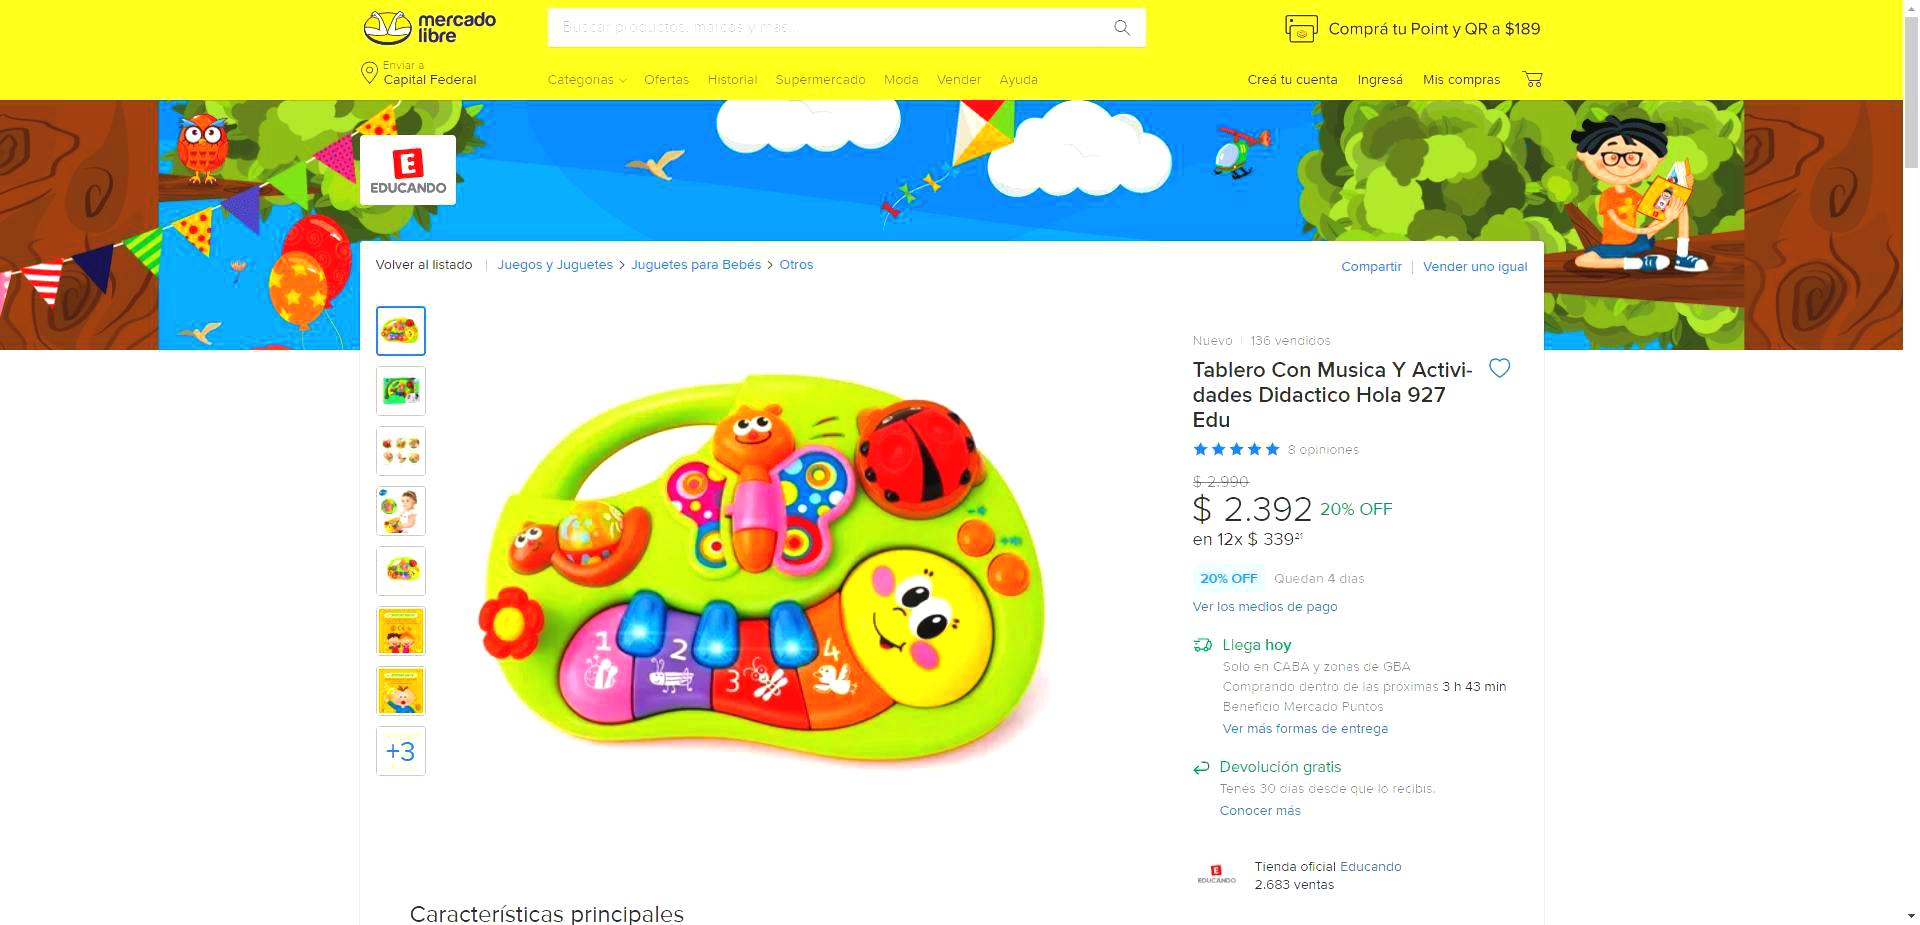 mercado
libre
Buscar productos, marcas y más...
Comprá tu Point y QR a $189
Enviar a
Capital Federal
Categorías
Ofertas
Historial
Supermercado
Moda
Vender
Ayuda
Creá tu cuenta
Ingresá
Mis compras
E
EDUCANDO
Volver al listado
Juegos y Juguetes > Juguetes para Bebés > Otros
Compartir
Vender uno igual
Nuevo | 136 vendidos
Tablero Con Musica Y Activi-
dades Didactico Hola 927
Edu
8 opiniones
$ 2.990
$ 2.392 20% OFF
en 12x $ 339²¹
20% OFF Quedan 4 días
Ver los medios de pago
Llega hoy
Solo en CABA y zonas de GBA
Comprando dentro de las próximas 3 h 43 min
Beneficio Mercado Puntos
Ver más formas de entrega
Devolución gratis
Tenés 30 días desde que lo recibís.
Conocer más
E
EDUCANDO
Tienda oficial Educando
2.683 ventas
1
2
3
4
+3
Características principales